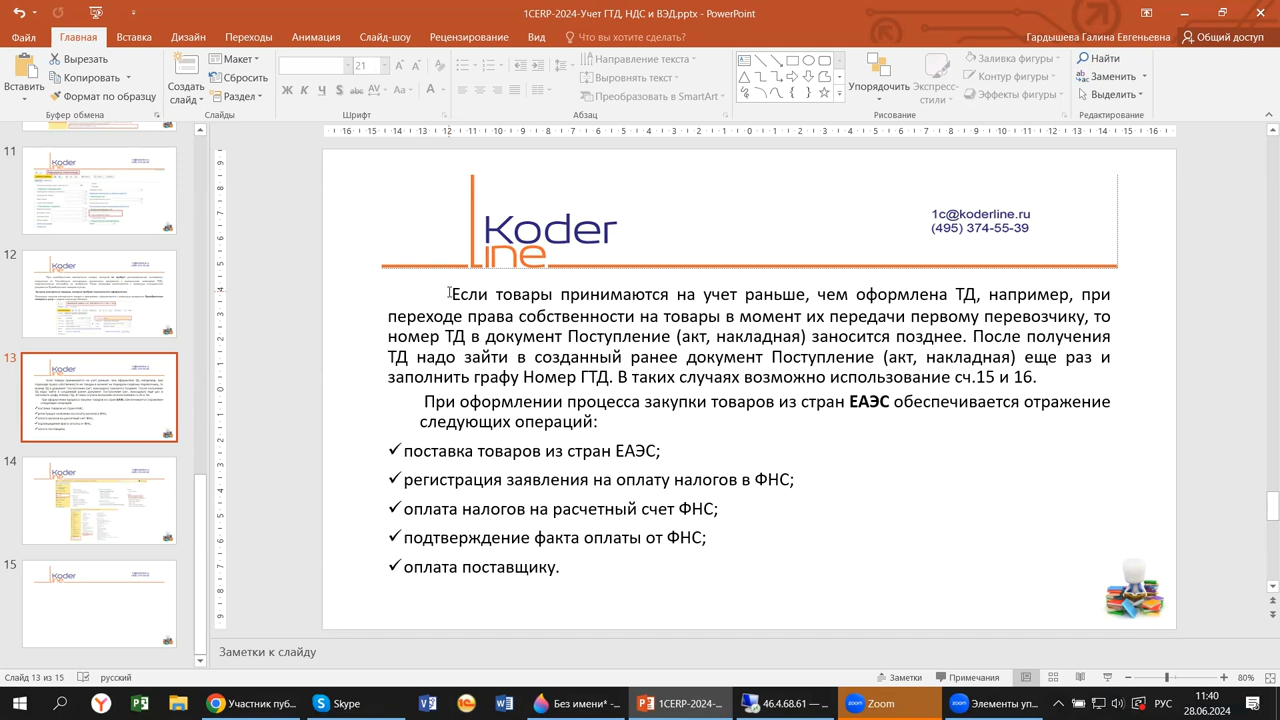 1CERP-2024-Учет ГТД, НДС и ВЭД.pptx - PowerPoint
Файл Главная Вставка Дизайн Переходы Анимация Слайд-шоу Рецензирование Вид Что вы хотите сделать? Гардышева Галина Евгеньевна Общий доступ
Вырезать
Копировать
Формат по образцу
Вставить
Буфер обмена
Создать слайд
Макет
Сбросить
Раздел
Слайды
21
Ж К Ч S abc AV Aa А
Шрифт
Направление текста
Выровнять текст
Преобразовать в SmartArt
Абзац
Упорядочить
Экспресс-стили
Заливка фигуры
Контур фигуры
Эффекты фигуры
Рисование
Найти
Заменить
Выделить
Редактирование
11
12
13
14
15
Koder
line
1c@koderline.ru
(495) 374-55-39
Если товары принимаются на учет раньше, чем оформлена ТД, например, при
переходе права собственности на товары в момент их передачи первому перевозчику, то
номер ТД в документ Поступление (акт, накладная) заносится позднее. После получения
ТД надо зайти в созданный ранее документ Поступление (акт, накладная) еще раз и
заполнить графу Номер ГТД. В таких случаях возможно использование сч.15 и 16.
При оформлении процесса закупки товаров из стран ЕАЭС обеспечивается отражение
следующих операций:
✓ поставка товаров из стран ЕАЭС;
✓ регистрация заявления на оплату налогов в ФНС;
✓ оплата налогов на расчетный счет ФНС;
✓ подтверждение факта оплаты от ФНС;
✓ оплата поставщику.
Заметки к слайду
Слайд 13 из 15 русский Заметки Примечания 80%
Участник пуб... Skype Без имени* - ... 1CERP-2024-... 46.4.68.61 — ... Zoom Элементы уп... РУС 11:40
28.06.2024